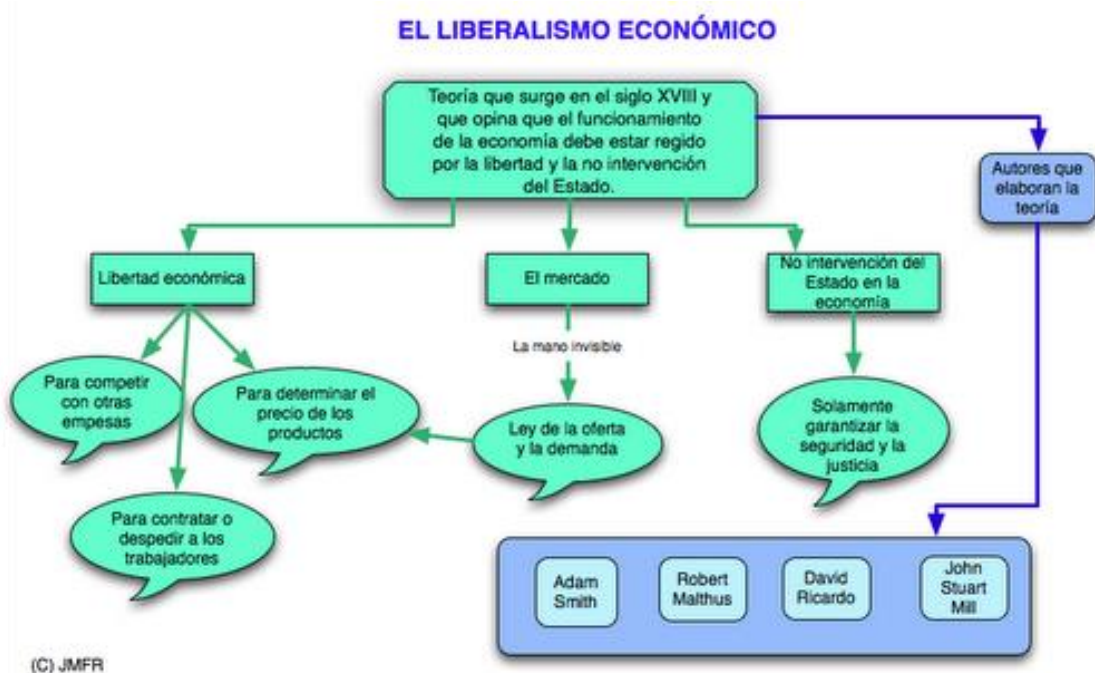 EL LIBERALISMO ECONÓMICO
Teoría que surge en el siglo XVIII y
que opina que el funcionamiento
de la economía debe estar regido
por la libertad y la no intervención
del Estado.
Autores que
elaboran la
teoría
Libertad económica
El mercado
No intervención del
Estado en la
economía
La mano invisible
Para competir
con otras
empesas
Para determinar el
precio de los
productos
Ley de la oferta
y la demanda
Solamente
garantizar la
seguridad y la
justicia
Para contratar o
despedir a los
trabajadores
Adam
Smith
Robert
Malthus
David
Ricardo
John
Stuart
Mill
(C) JMFR